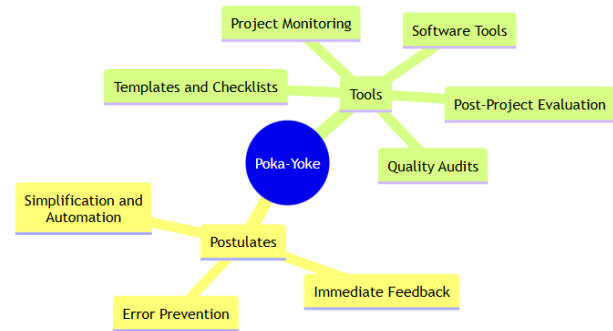 Project Monitoring
Software Tools
Templates and Checklists
Tools
Post-Project Evaluation
Poka-Yoke
Quality Audits
Simplification and
Automation
Postulates
Immediate Feedback
Error Prevention